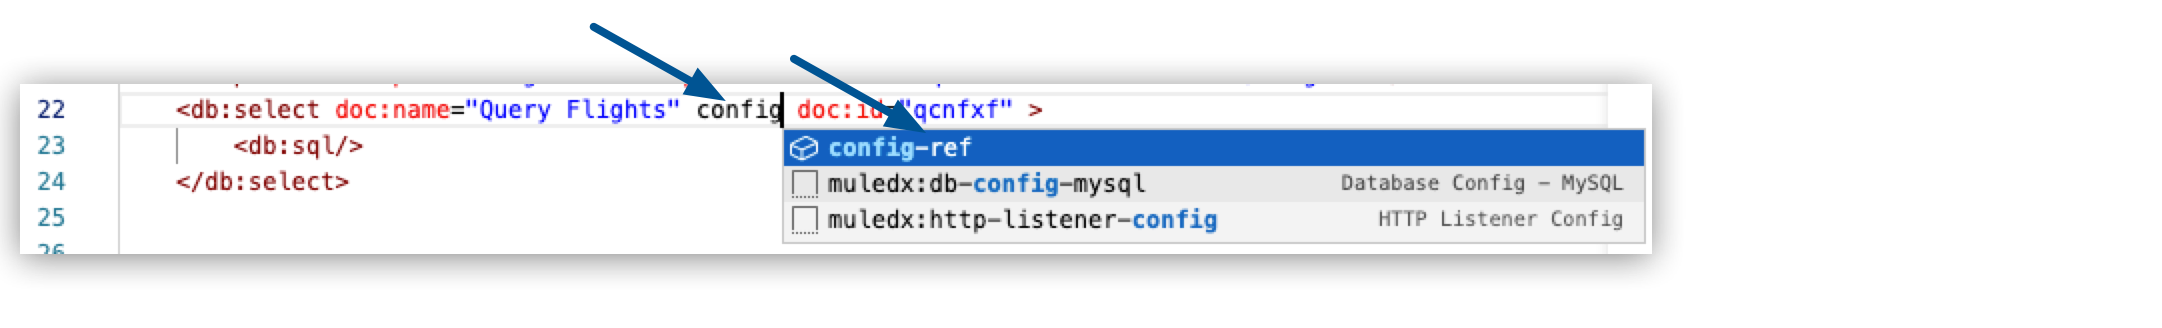 22 <db:select doc:name="Query Flights" config doc:id="qcnfxf" >
23 <db:sql/>
24 </db:select>
25
26
config-ref
muledx:db-config-mysql Database Config – MySQL
muledx:http-listener-config HTTP Listener Config